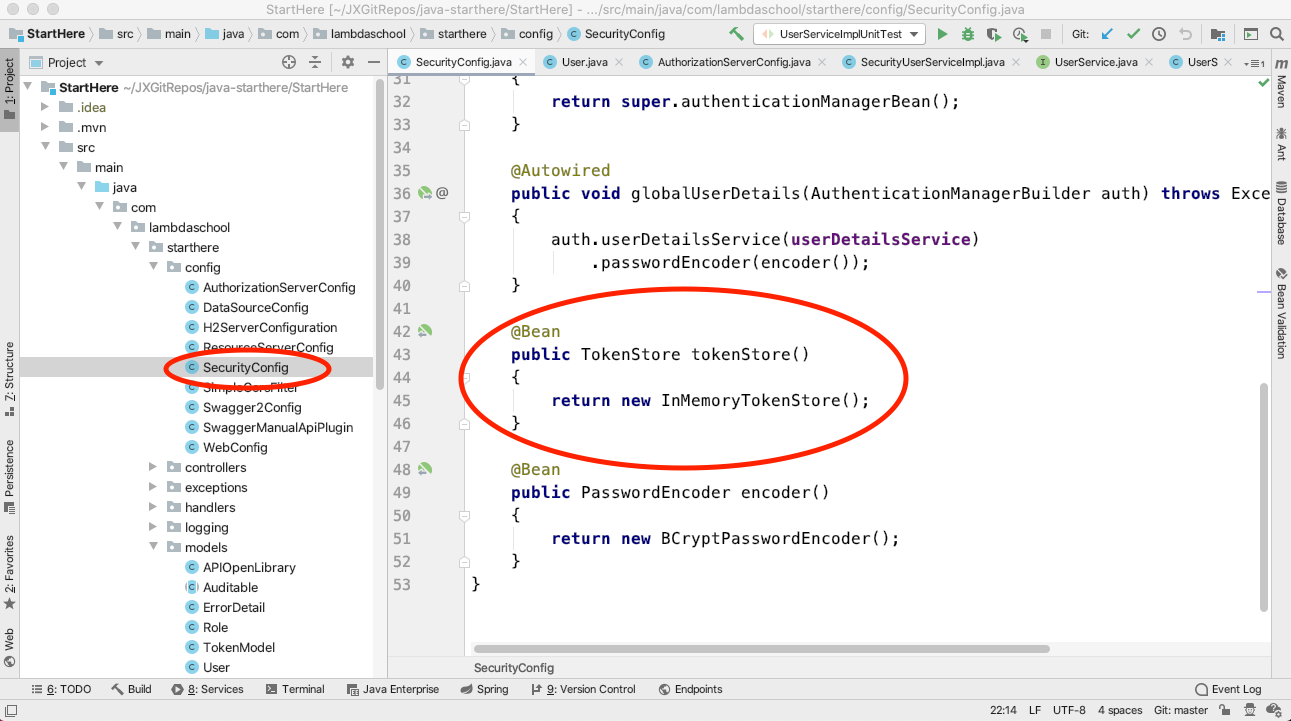 StartHere [~/JXGitRepos/java-starthere/StartHere] - .../src/main/java/com/lambdaschool/starthere/config/SecurityConfig.java
StartHere src main java com lambdaschool starthere config SecurityConfig UserServiceImplUnitTest Git:
Project SecurityConfig.java User.java AuthorizationServerConfig.java SecurityUserServiceImpl.java UserService.java UserS 1
1: Project
Z: Structure
Persistence
2: Favorites
Web
StartHere ~/JXGitRepos/java-starthere/StartHere
.idea
.mvn
src
main
java
com
lambdaschool
starthere
config
AuthorizationServerConfig
DataSourceConfig
H2ServerConfiguration
ResourceServerConfig
SecurityConfig
SimpleCorsFilter
Swagger2Config
SwaggerManualApiPlugin
WebConfig
controllers
exceptions
handlers
logging
models
APIOpenLibrary
Auditable
ErrorDetail
Role
TokenModel
User
31 {
32 return super.authenticationManagerBean();
33 }
34
35 @Autowired
36 @ public void globalUserDetails(AuthenticationManagerBuilder auth) throws Exce
37 {
38 auth.userDetailsService(userDetailsService)
39 .passwordEncoder(encoder());
40 }
41
42 @Bean
43 public TokenStore tokenStore()
44 {
45 return new InMemoryTokenStore();
46 }
47
48 @Bean
49 public PasswordEncoder encoder()
50 {
51 return new BCryptPasswordEncoder();
52 }
53 }
SecurityConfig
m Maven
Ant
Database
Bean Validation
6: TODO Build 8: Services Terminal Java Enterprise Spring 9: Version Control Endpoints Event Log
22:14 LF UTF-8 4 spaces Git: master